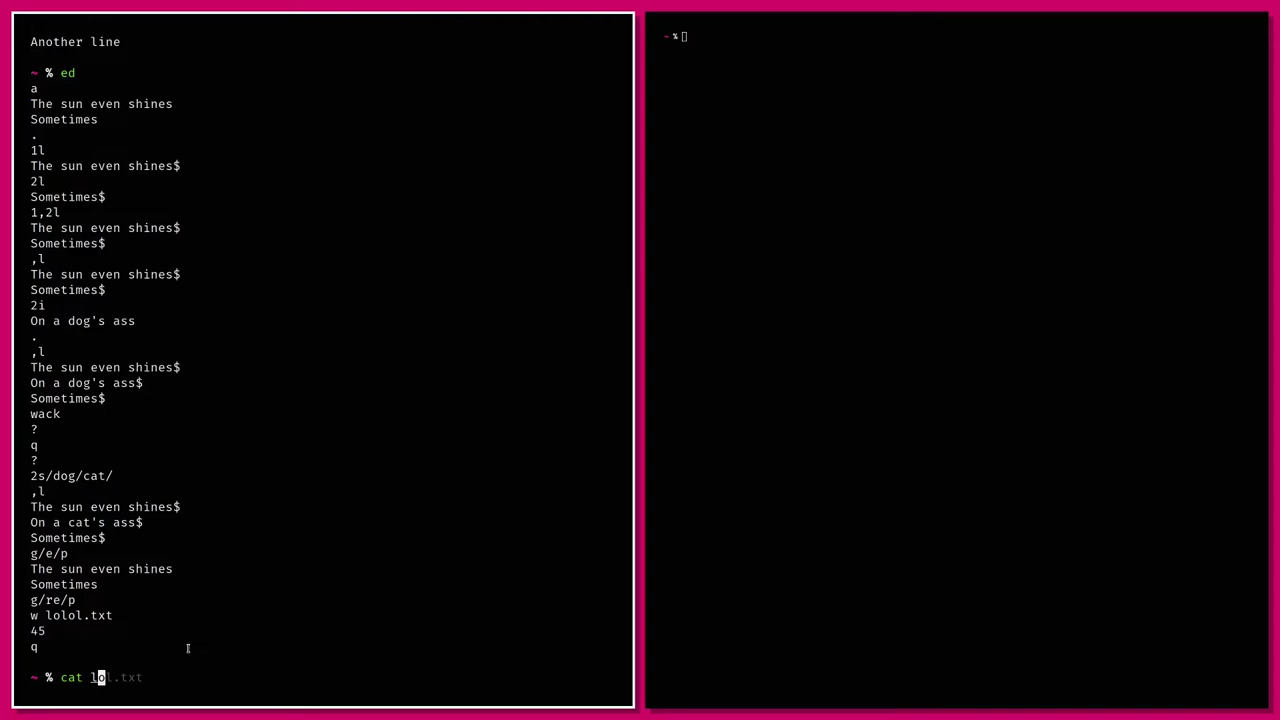 Another line
~ % ed
a
The sun even shines
Sometimes
.
1l
The sun even shines$
2l
Sometimes$
1,2l
The sun even shines$
Sometimes$
,l
The sun even shines$
Sometimes$
2i
On a dog's ass
.
,l
The sun even shines$
On a dog's ass$
Sometimes$
wack
?
q
?
2s/dog/cat/
,l
The sun even shines$
On a cat's ass$
Sometimes$
g/e/p
The sun even shines
Sometimes
g/re/p
w lolol.txt
45
q
~ % cat lol.txt
~ %